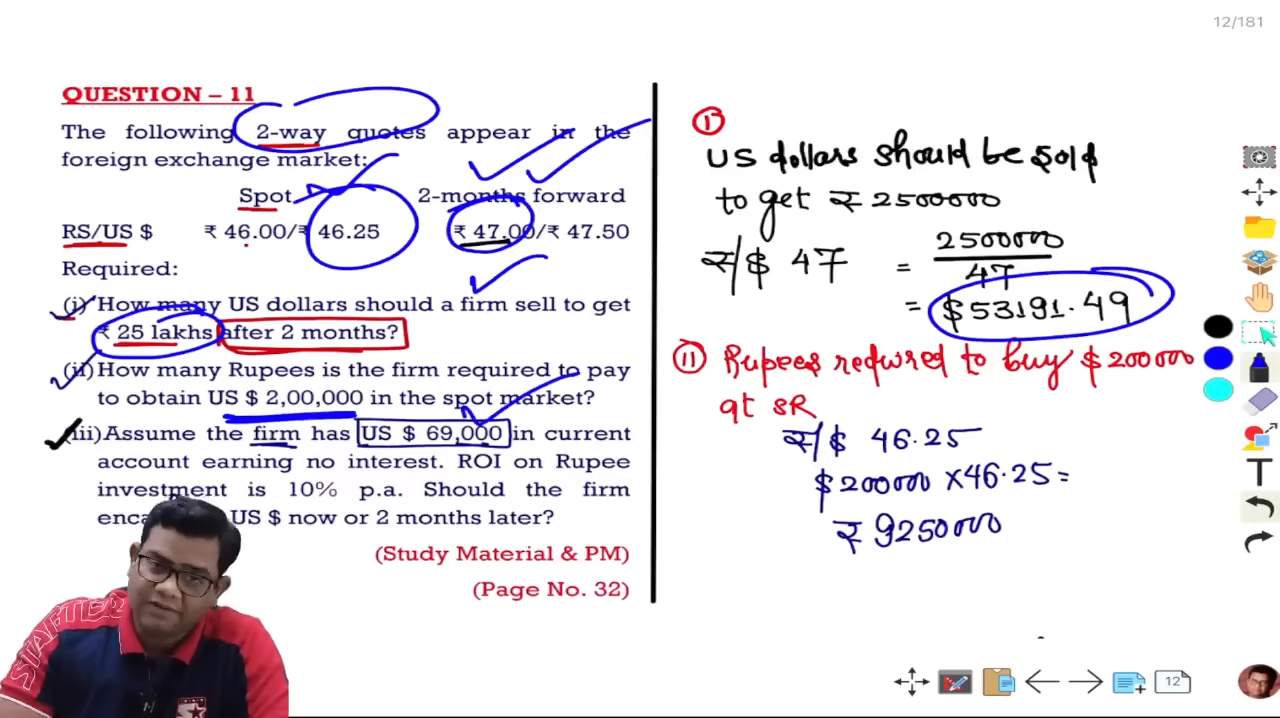 12/181
QUESTION – 11
The following 2-way quotes appear in the
foreign exchange market:
Spot 2-months forward
RS/US $ ₹ 46.00/₹ 46.25 ₹ 47.00/₹ 47.50
Required:
(i) How many US dollars should a firm sell to get
₹ 25 lakhs after 2 months?
(ii) How many Rupees is the firm required to pay
to obtain US $ 2,00,000 in the spot market?
(iii) Assume the firm has US $ 69,000 in current
account earning no interest. ROI on Rupee
investment is 10% p.a. Should the firm
US $ now or 2 months later?
(Study Material & PM)
(Page No. 32)
STARTER
I
US dollars should be sold
to get ₹ 2500000
₹/$ 47 = 2500000
47
= $53191.49
II Rupees required to buy $200000
at SR
₹/$ 46.25
$200000 × 46.25 =
₹ 9250000
T
12